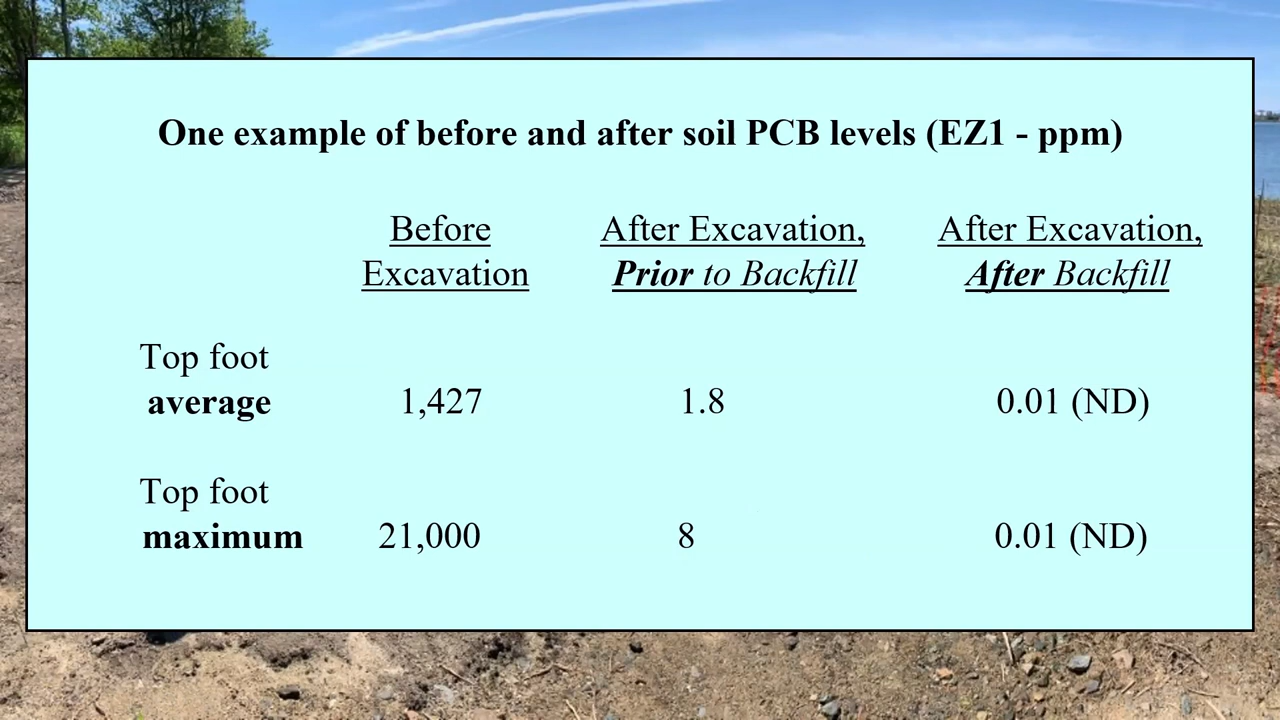 One example of before and after soil PCB levels (EZ1 - ppm)
Before After Excavation, After Excavation,
Excavation Prior to Backfill After Backfill
Top foot
average 1,427 1.8 0.01 (ND)
Top foot
maximum 21,000 8 0.01 (ND)